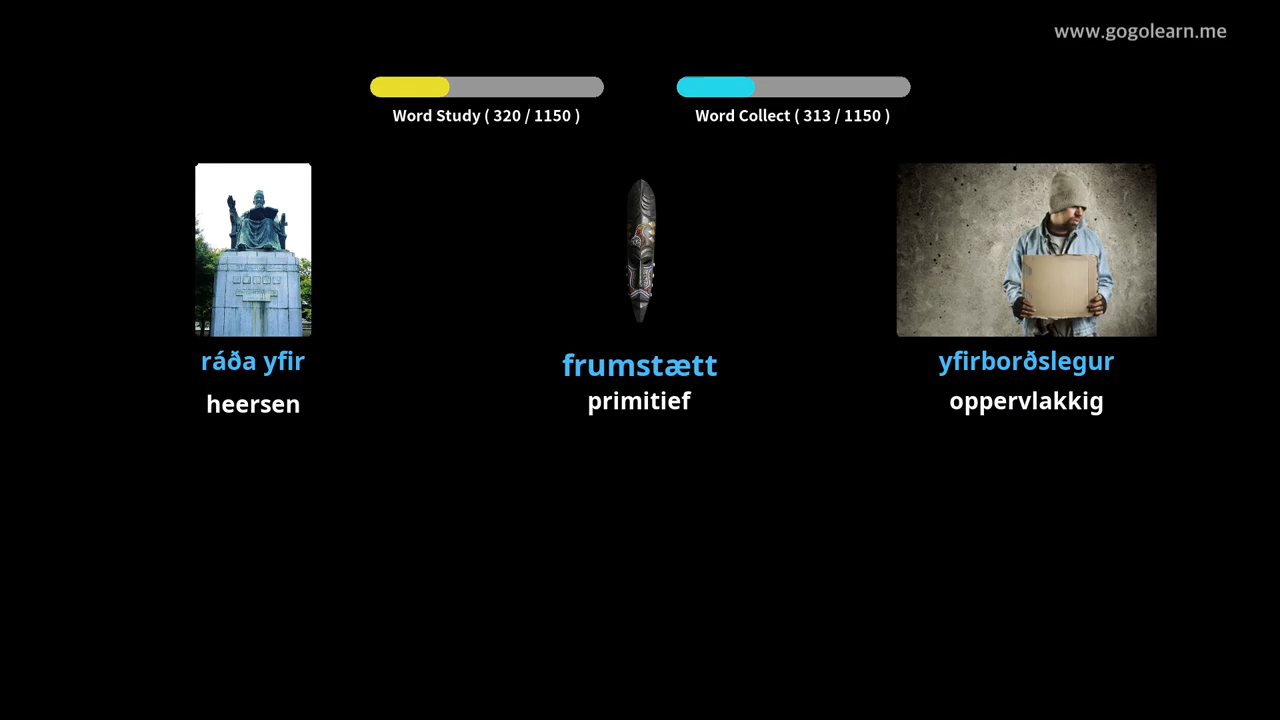 www.gogolearn.me
Word Study ( 320 / 1150 )
Word Collect ( 313 / 1150 )
ráða yfir
heersen
frumstætt
primitief
yfirborðslegur
oppervlakkig